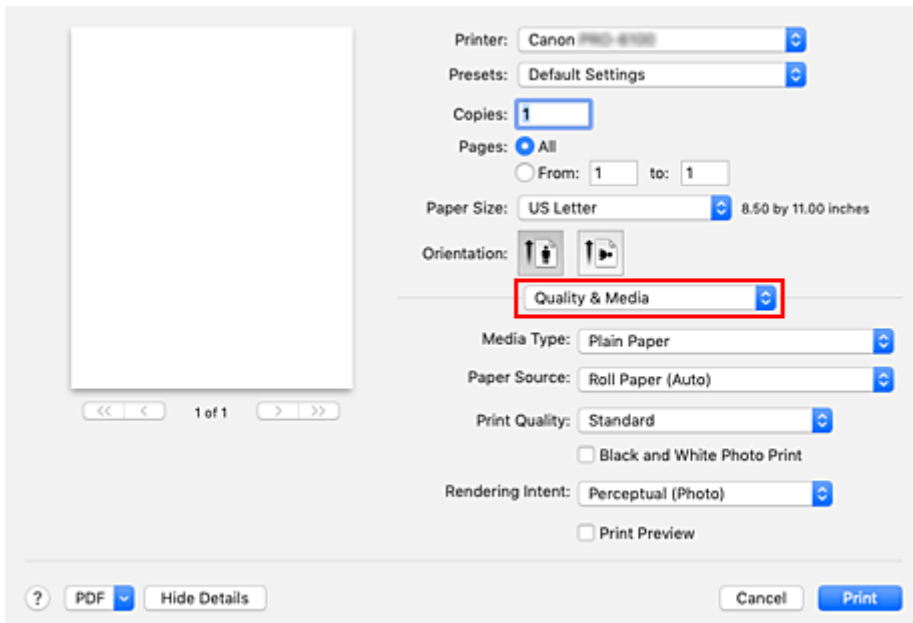 Printer: Canon
Presets: Default Settings
Copies: 1
Pages: All
From: 1 to: 1
Paper Size: US Letter 8.50 by 11.00 inches
Orientation:
Quality & Media
Media Type: Plain Paper
Paper Source: Roll Paper (Auto)
1 of 1
Print Quality: Standard
Black and White Photo Print
Rendering Intent: Perceptual (Photo)
Print Preview
? PDF Hide Details Cancel Print